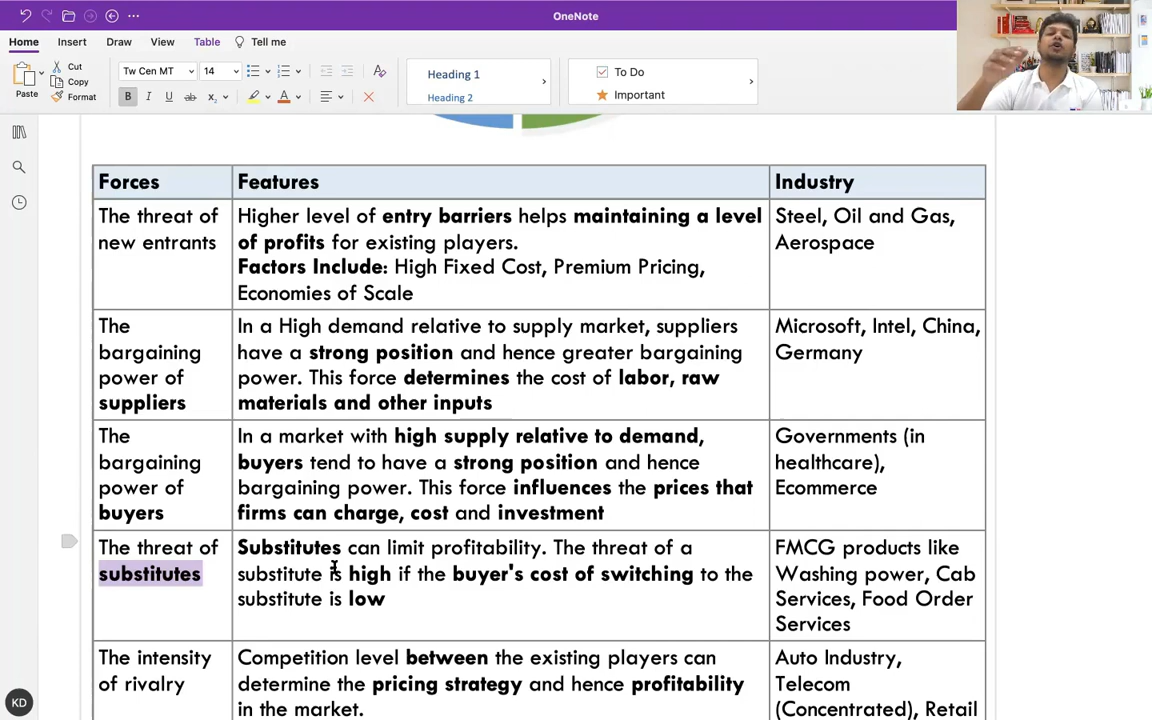 OneNote
Home Insert Draw View Table Tell me
Paste
Cut
Copy
Format
Tw Cen MT 14
B I U ab x₂ A
Heading 1
Heading 2
To Do
Important
Forces Features Industry
The threat of
new entrants
Higher level of entry barriers helps maintaining a level
of profits for existing players.
Factors Include: High Fixed Cost, Premium Pricing,
Economies of Scale
Steel, Oil and Gas,
Aerospace
The
bargaining
power of
suppliers
In a High demand relative to supply market, suppliers
have a strong position and hence greater bargaining
power. This force determines the cost of labor, raw
materials and other inputs
Microsoft, Intel, China,
Germany
The
bargaining
power of
buyers
In a market with high supply relative to demand,
buyers tend to have a strong position and hence
bargaining power. This force influences the prices that
firms can charge, cost and investment
Governments (in
healthcare),
Ecommerce
The threat of
substitutes
Substitutes can limit profitability. The threat of a
substitute is high if the buyer's cost of switching to the
substitute is low
FMCG products like
Washing power, Cab
Services, Food Order
Services
The intensity
of rivalry
Competition level between the existing players can
determine the pricing strategy and hence profitability
in the market.
Auto Industry,
Telecom
(Concentrated), Retail
KD